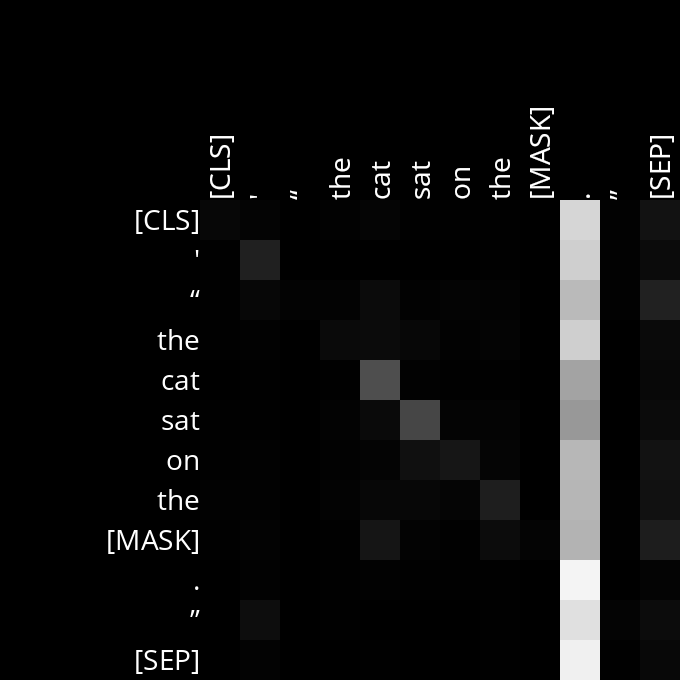 [CLS] ' “ the cat sat on the [MASK] . ” [SEP]
[CLS]
'
“
the
cat
sat
on
the
[MASK]
.
”
[SEP]